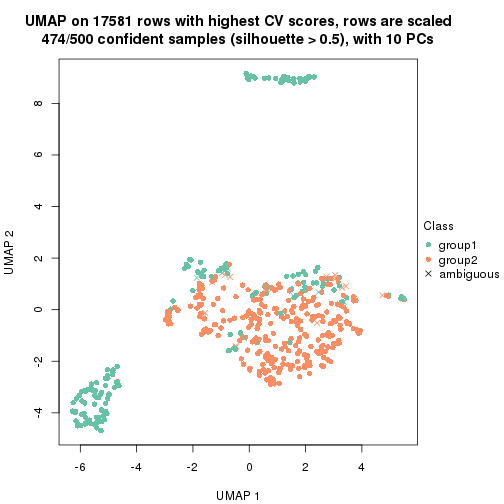 UMAP on 17581 rows with highest CV scores, rows are scaled
474/500 confident samples (silhouette > 0.5), with 10 PCs
8
6
4
2
0
-2
-4
UMAP 2
-6
-4
-2
0
2
4
UMAP 1
Class
group1
group2
ambiguous